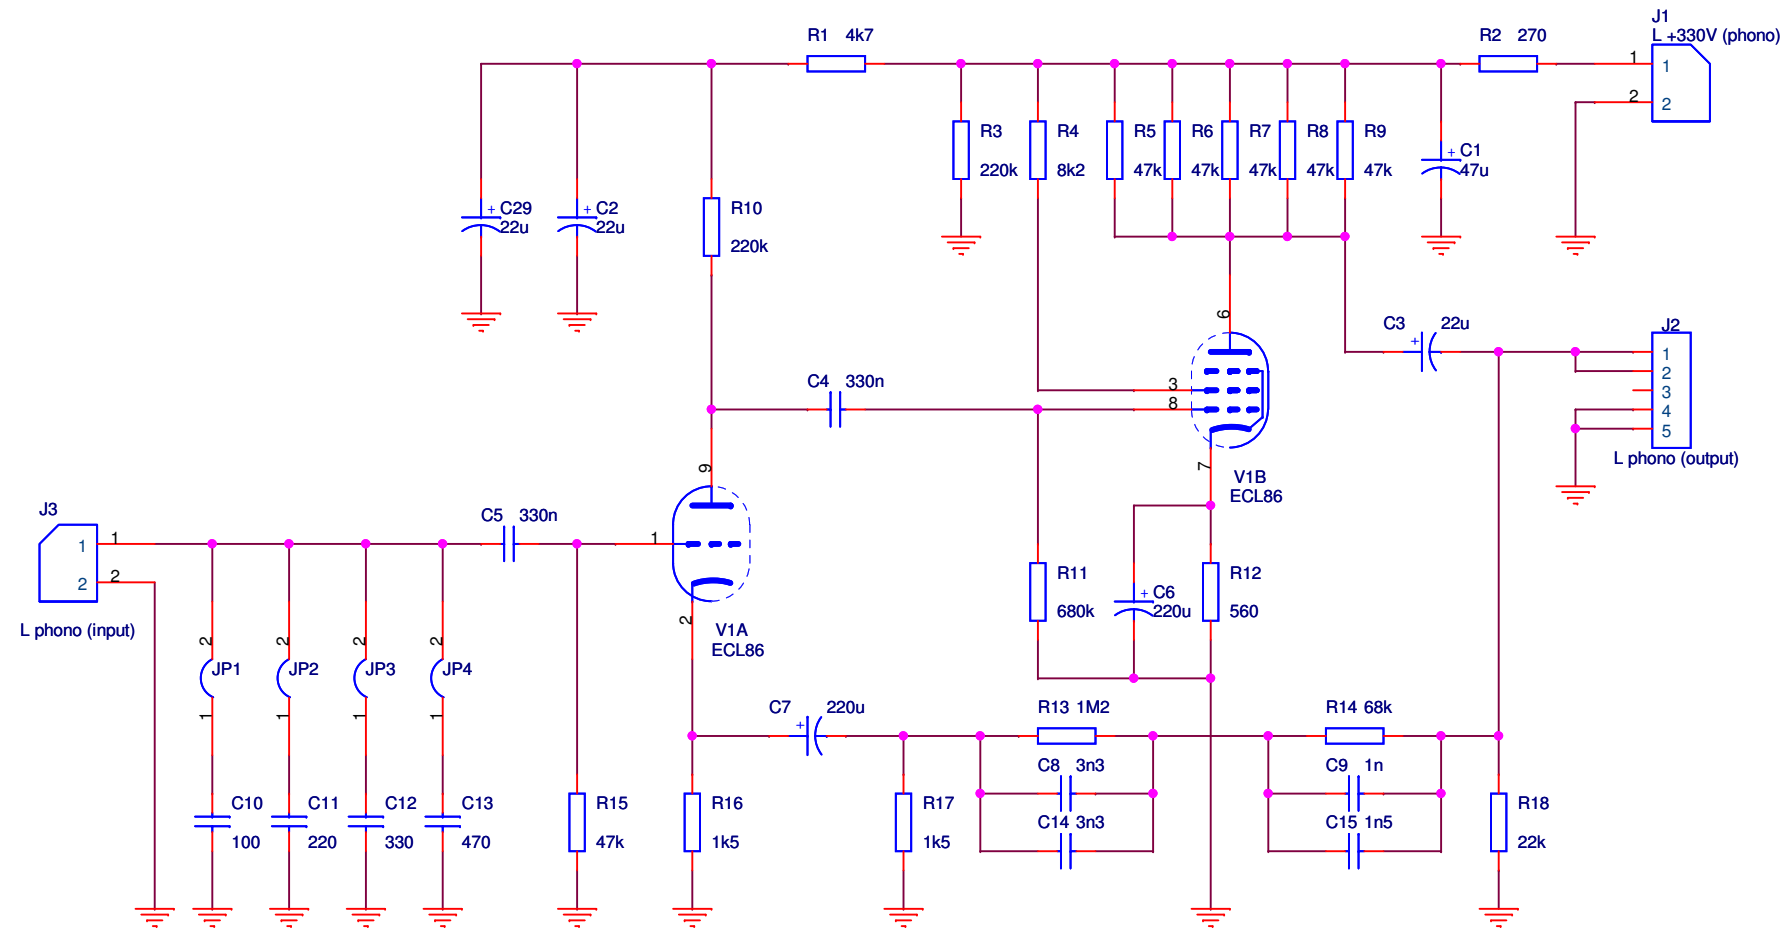 J1
L +330V (phono)
R1 4k7
R2 270
1
1
2
2
R3
220k
R4
8k2
R5
47k
R6
47k
R7
47k
R8
47k
R9
47k
+
C1
47u
+
C29
22u
+
C2
22u
R10
220k
6
C3
22u
+
J2
1
2
3
4
5
L phono (output)
C4 330n
3
8
7
V1B
ECL86
9
J3
1
1
2
2
L phono (input)
C5 330n
1
2
V1A
ECL86
R11
680k
+
C6
220u
R12
560
2
JP1
1
2
JP2
1
2
JP3
1
2
JP4
1
C7
220u
+
R13 1M2
C8 3n3
C14 3n3
R14 68k
C9 1n
C15 1n5
C10
100
C11
220
C12
330
C13
470
R15
47k
R16
1k5
R17
1k5
R18
22k